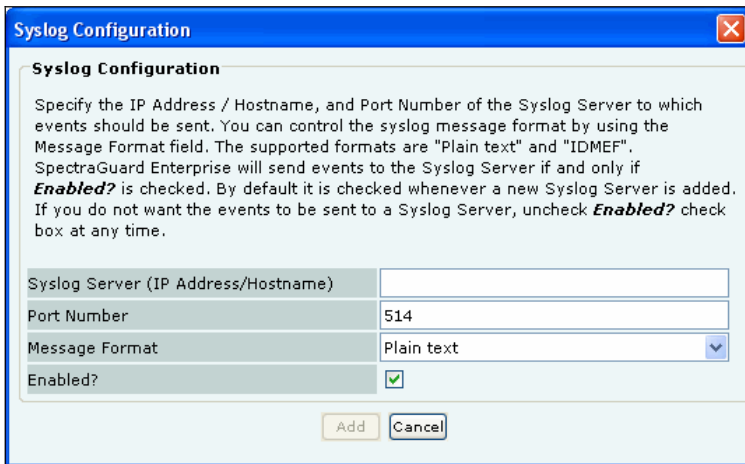 Syslog Configuration
Syslog Configuration
Specify the IP Address / Hostname, and Port Number of the Syslog Server to which
events should be sent. You can control the syslog message format by using the
Message Format field. The supported formats are "Plain text" and "IDMEF".
SpectraGuard Enterprise will send events to the Syslog Server if and only if
Enabled? is checked. By default it is checked whenever a new Syslog Server is added.
If you do not want the events to be sent to a Syslog Server, uncheck Enabled? check
box at any time.
Syslog Server (IP Address/Hostname)
Port Number 514
Message Format Plain text
Enabled?
Add Cancel